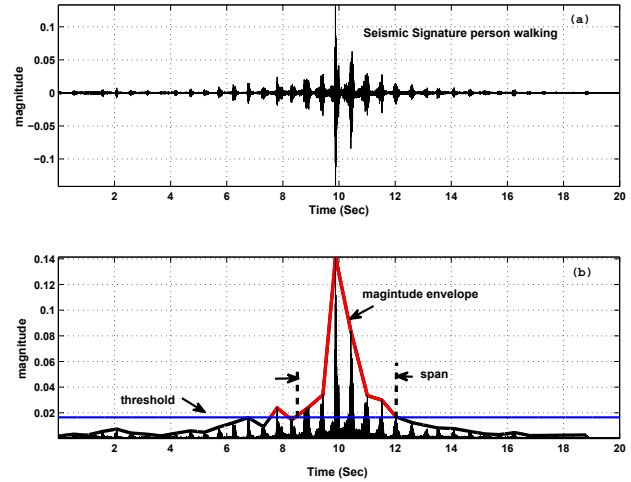 (a)
Seismic Signature person walking
magnitude
0.1
0.05
0
−0.05
−0.1
2 4 6 8 10 12 14 16 18 20
Time (Sec)
(b)
magintude envelope
span
threshold
magnitude
0.14
0.12
0.10
0.08
0.06
0.04
0.02
2 4 6 8 10 12 14 16 18 20
Time (Sec)